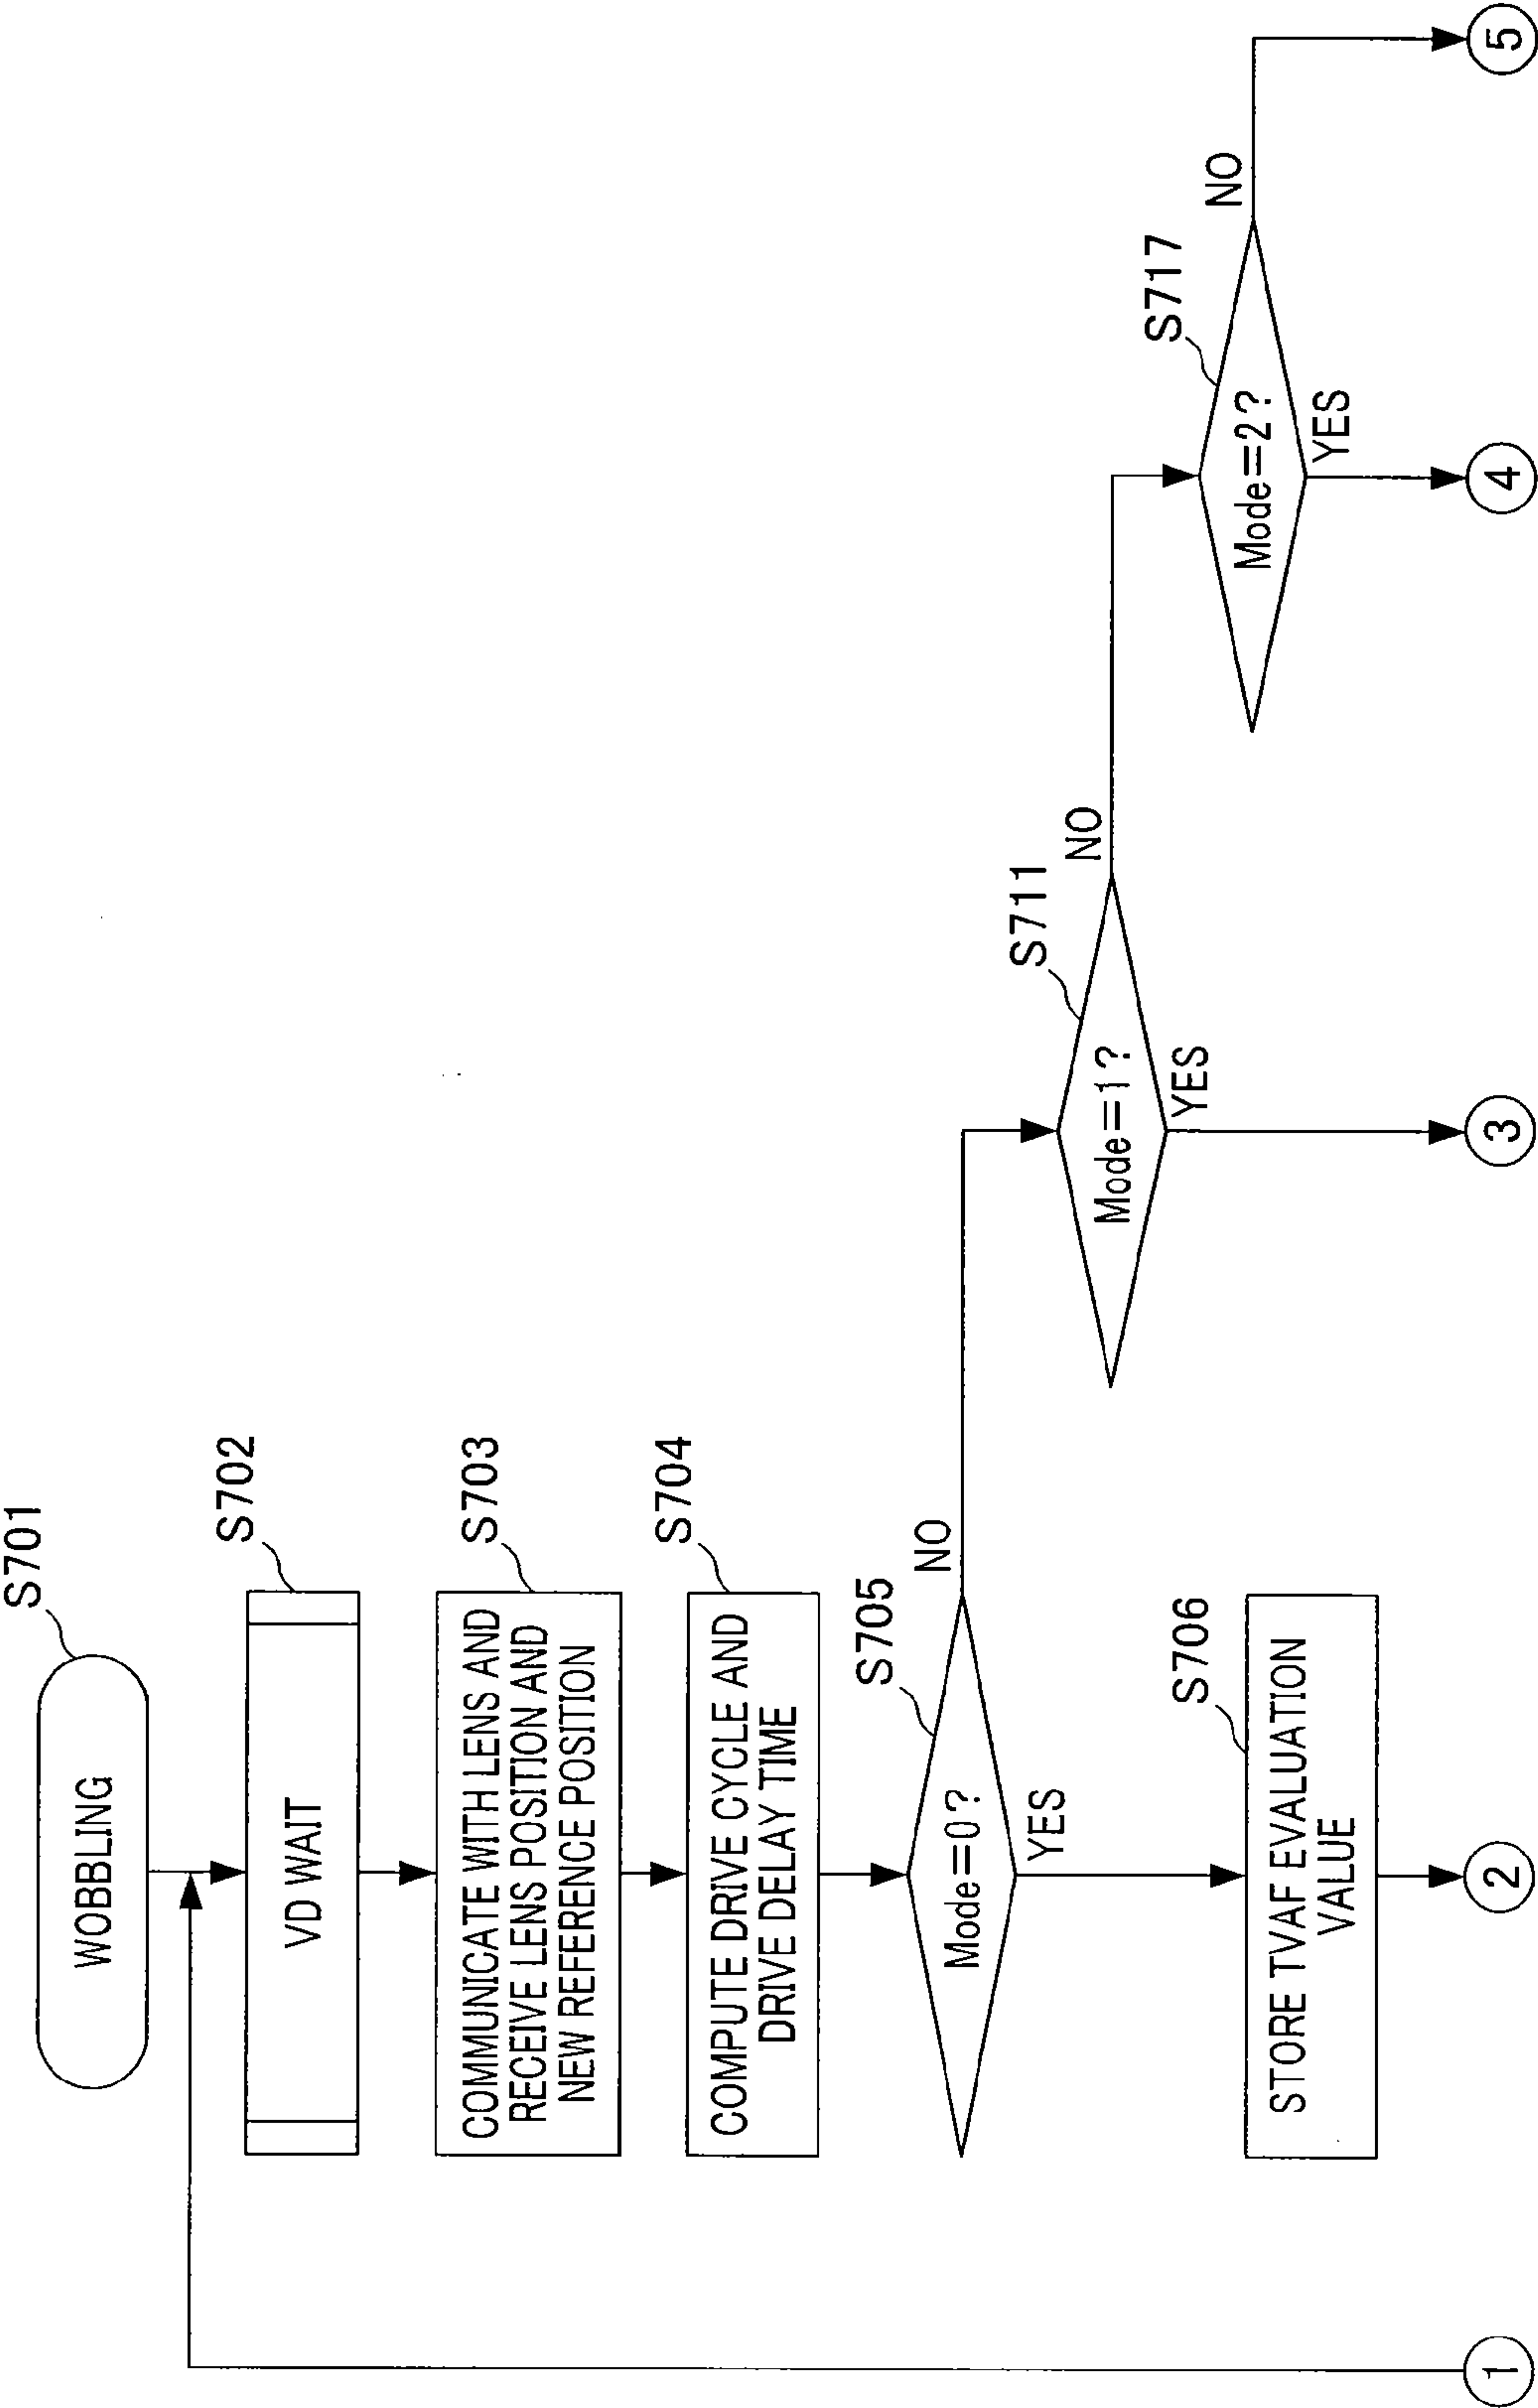 S701
WOBBLING
S702
VD WAIT
S703
COMMUNICATE WITH LENS AND
RECEIVE LENS POSITION AND
NEW REFERENCE POSITION
S704
COMPUTE DRIVE CYCLE AND
DRIVE DELAY TIME
S705
Mode=0?
NO
YES
S711
Mode=1?
NO
YES
S717
Mode=2?
NO
YES
S706
STORE TVAF EVALUATION
VALUE
1
2
3
4
5